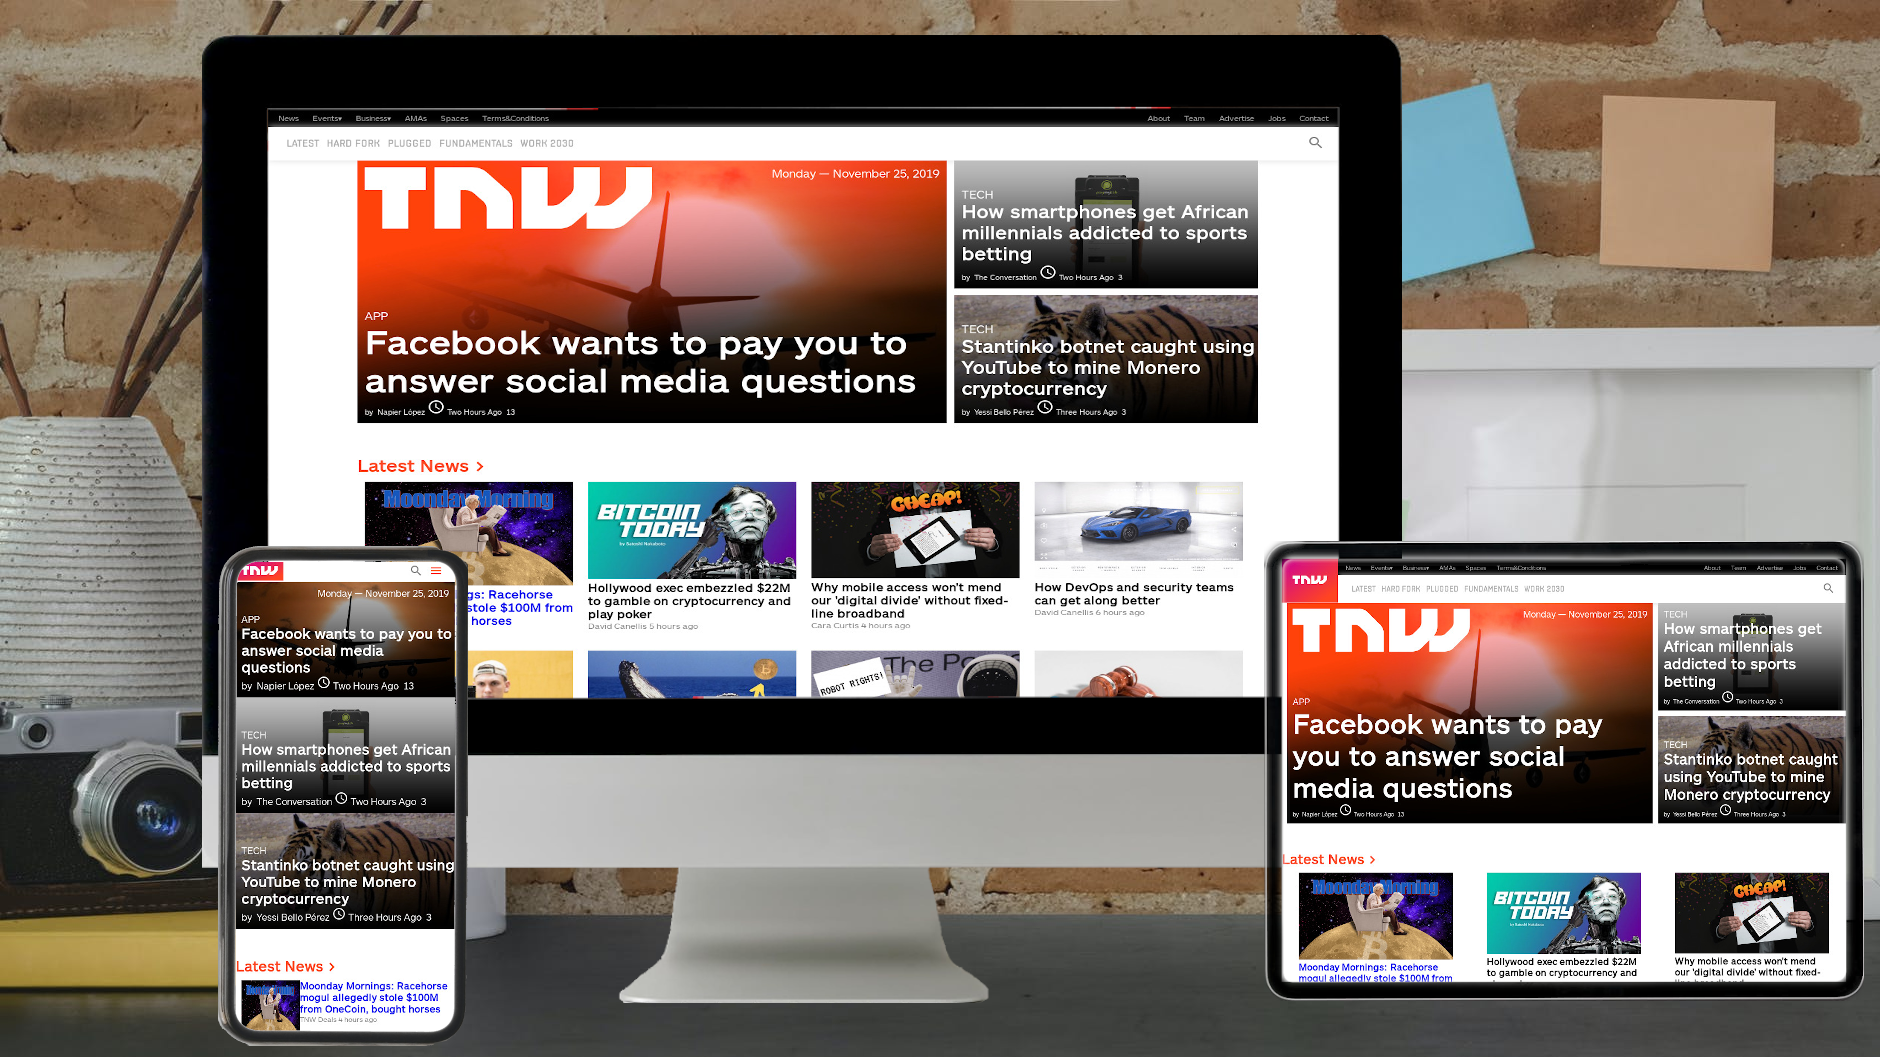 News Events▾ Business▾ AMAs Spaces Terms&Conditions About Team Advertise Jobs Contact
LATEST HARD FORK PLUGGED FUNDAMENTALS WORK 2030
TNW
Monday — November 25, 2019
APP
Facebook wants to pay you to
answer social media questions
by Napier López Two Hours Ago 13
TECH
How smartphones get African
millennials addicted to sports
betting
by The Conversation Two Hours Ago 3
TECH
Stantinko botnet caught using
YouTube to mine Monero
cryptocurrency
by Yessi Bello Pérez Three Hours Ago 3
Latest News >
Moonday Morning
gs: Racehorse
stole $100M from
horses
BITCOIN
TODAY
by Satoshi Nakaboto
Hollywood exec embezzled $22M
to gamble on cryptocurrency and
play poker
David Canellis 5 hours ago
CHEAP!
Why mobile access won't mend
our 'digital divide' without fixed-
line broadband
Cara Curtis 4 hours ago
How DevOps and security teams
can get along better
David Canellis 6 hours ago
ROBOT RIGHTS!
The Po
TNW
Monday — November 25, 2019
APP
Facebook wants to pay you to
answer social media
questions
by Napier López Two Hours Ago 13
TECH
How smartphones get African
millennials addicted to sports
betting
by The Conversation Two Hours Ago 3
TECH
Stantinko botnet caught using
YouTube to mine Monero
cryptocurrency
by Yessi Bello Pérez Three Hours Ago 3
Latest News >
Moonday Mornings: Racehorse
mogul allegedly stole $100M
from OneCoin, bought horses
TNW Deals 4 hours ago
TNW
News Events▾ Business▾ AMAs Spaces Terms&Conditions About Team Advertise Jobs Contact
LATEST HARD FORK PLUGGED FUNDAMENTALS WORK 2030
TNW
Monday — November 25, 2019
APP
Facebook wants to pay
you to answer social
media questions
by Napier López Two Hours Ago 13
TECH
How smartphones get
African millennials
addicted to sports
betting
by The Conversation Two Hours Ago 3
TECH
Stantinko botnet caught
using YouTube to mine
Monero cryptocurrency
by Yessi Bello Pérez Three Hours Ago 3
Latest News >
Moonday Morning
Moonday Mornings: Racehorse
mogul allegedly stole $100M from
BITCOIN
TODAY
by Satoshi Nakaboto
Hollywood exec embezzled $22M
to gamble on cryptocurrency and
CHEAP!
Why mobile access won't mend
our 'digital divide' without fixed-